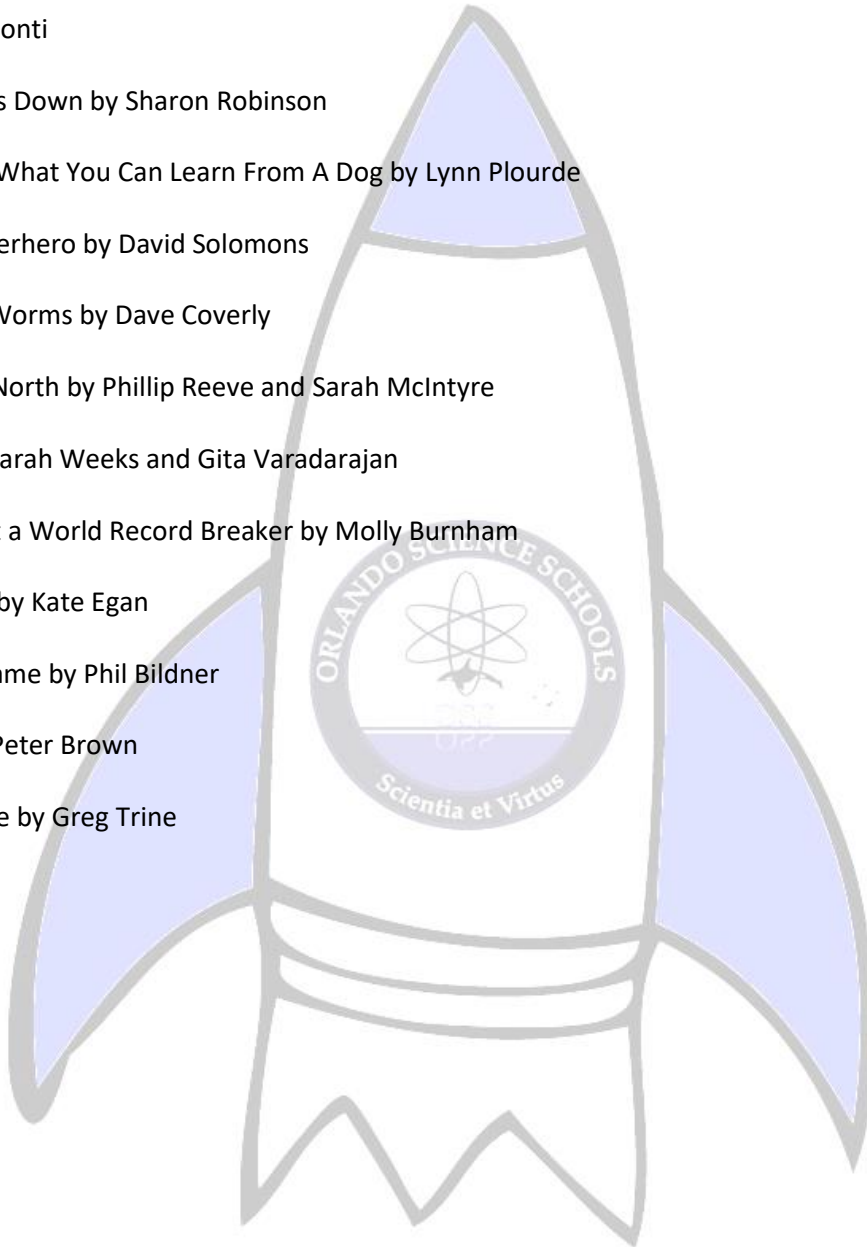 onti
s Down by Sharon Robinson
What You Can Learn From A Dog by Lynn Plourde
erhero by David Solomons
Worms by Dave Coverly
North by Phillip Reeve and Sarah McIntyre
arah Weeks and Gita Varadarajan
t a World Record Breaker by Molly Burnham
by Kate Egan
ame by Phil Bildner
Peter Brown
e by Greg Trine
ORLANDO SCIENCE SCHOOLS
Scientia et Virtus